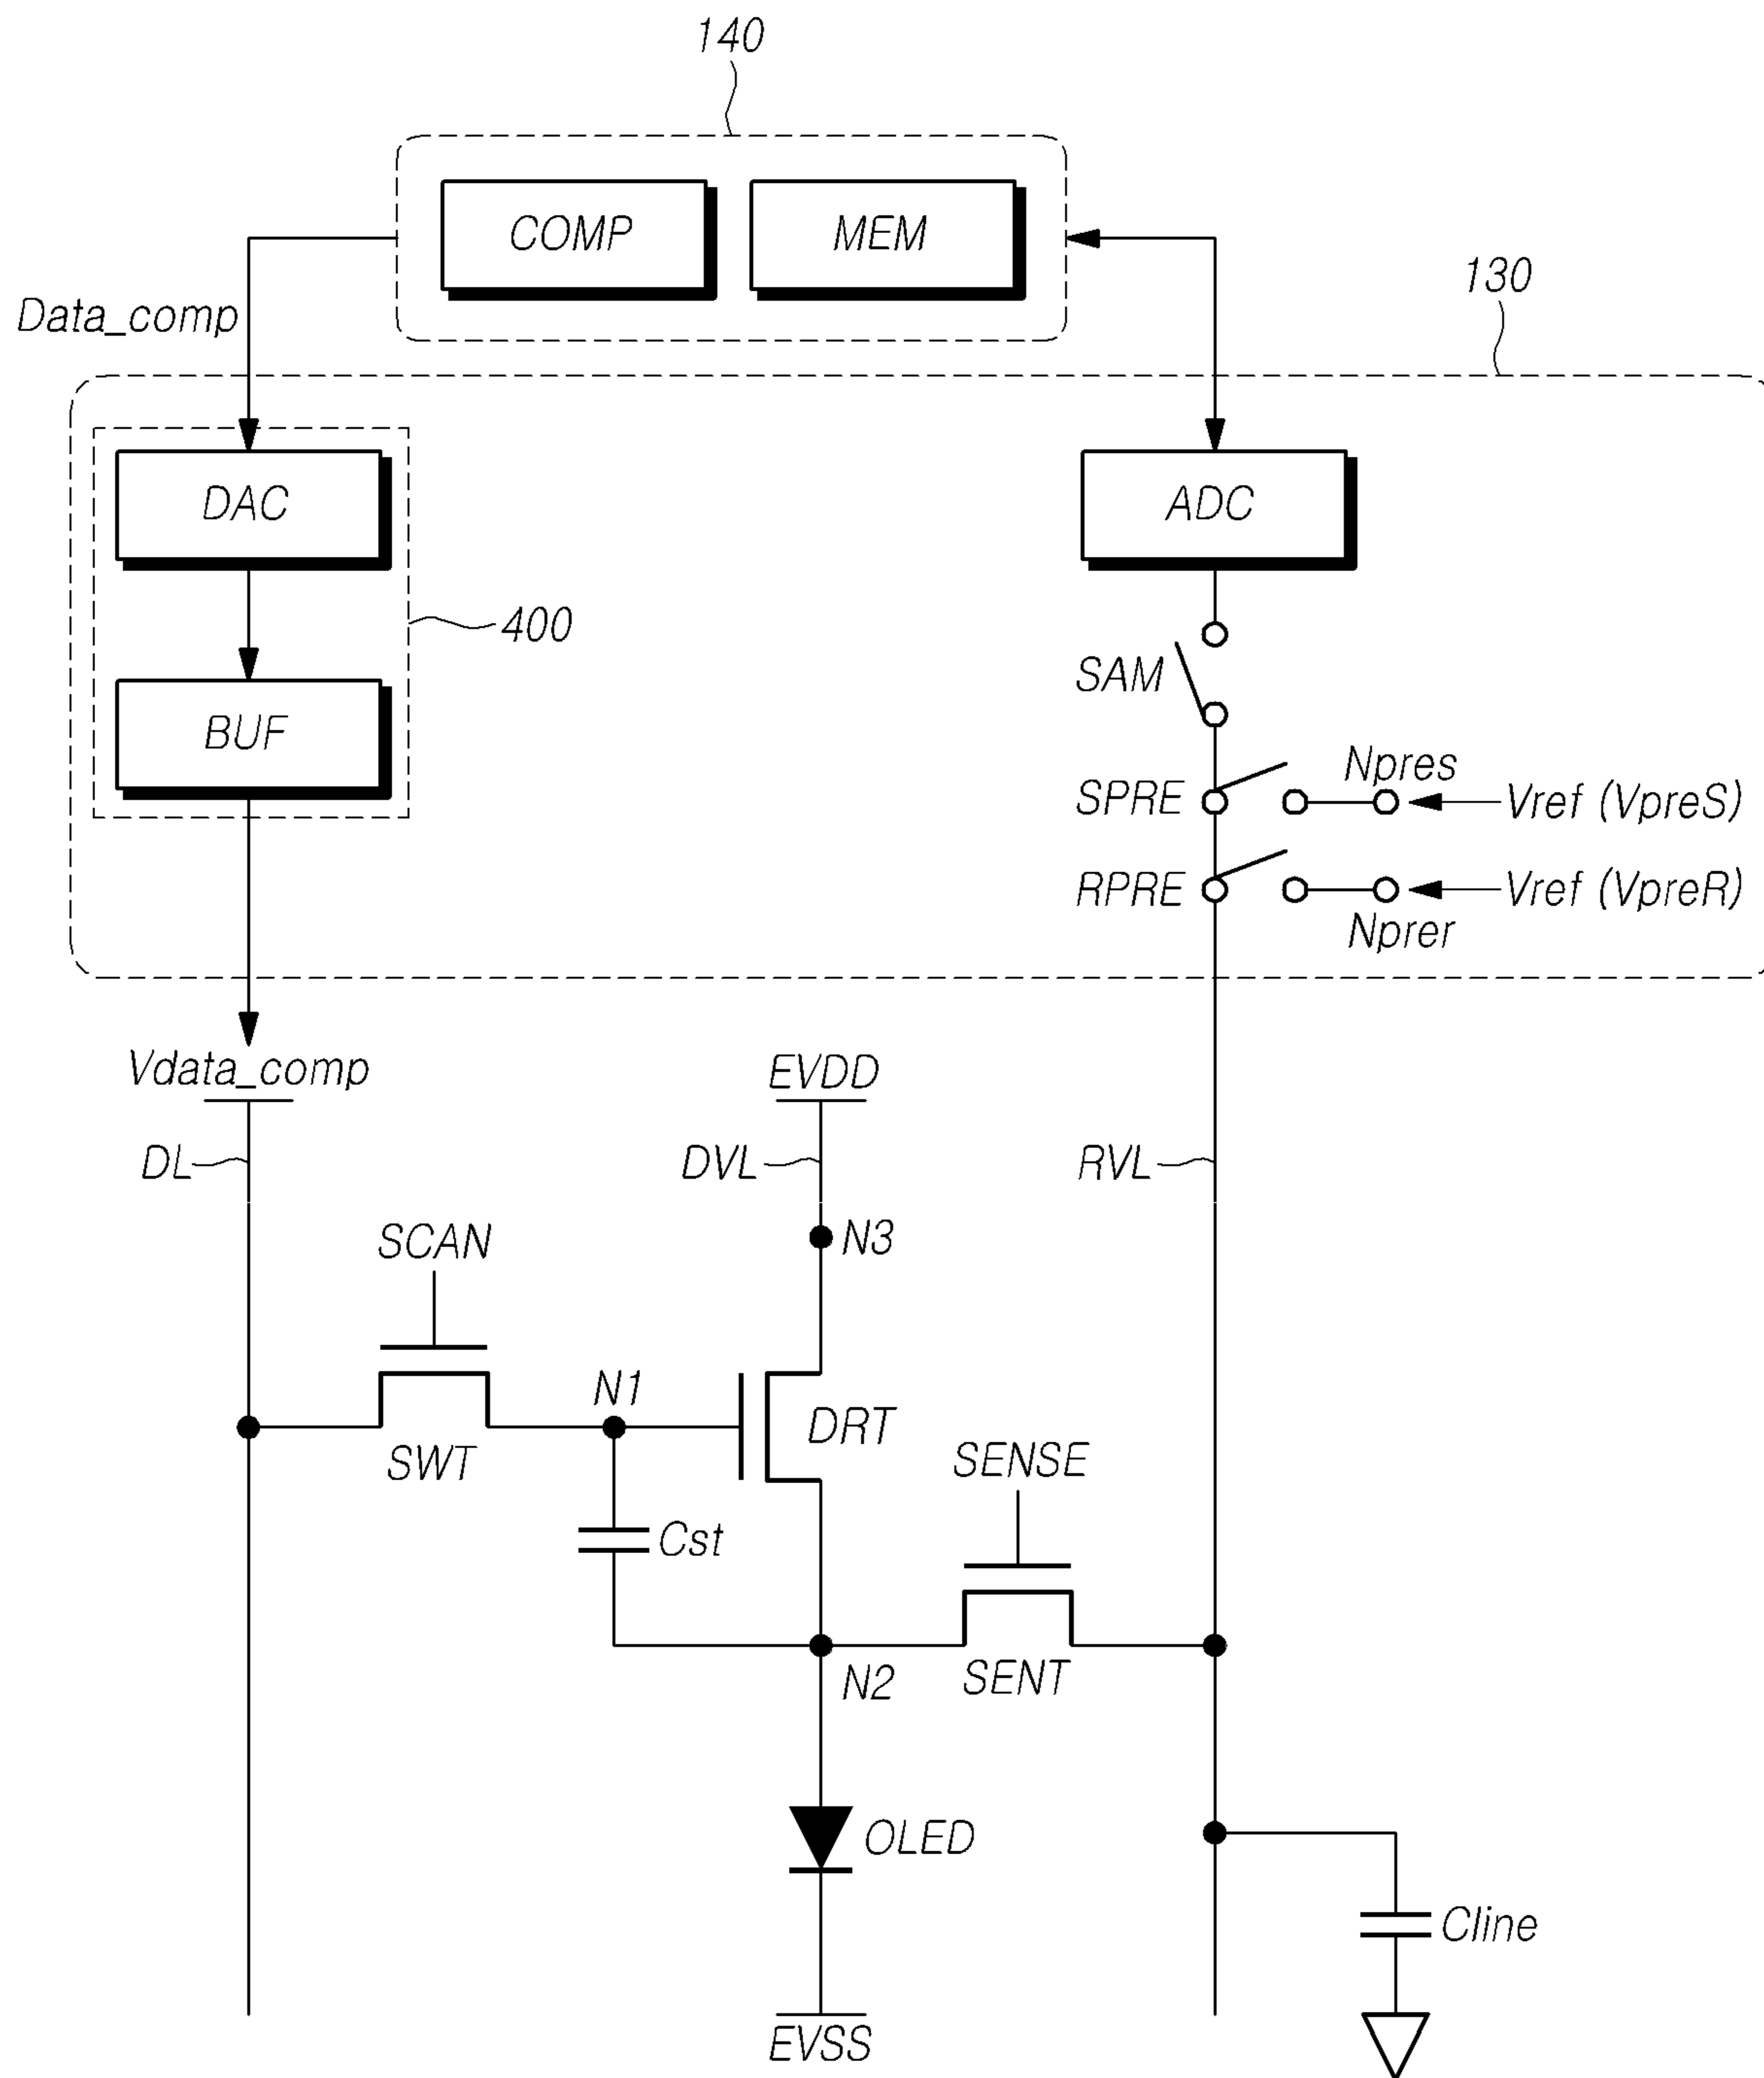 140
COMP
MEM
130
Data_comp
DAC
ADC
400
SAM
BUF
Npres
SPRE
Vref (VpreS)
RPRE
Vref (VpreR)
Nprer
Vdata_comp
EVDD
DL
DVL
RVL
SCAN
N3
N1
DRT
SWT
SENSE
Cst
N2
SENT
OLED
Cline
EVSS